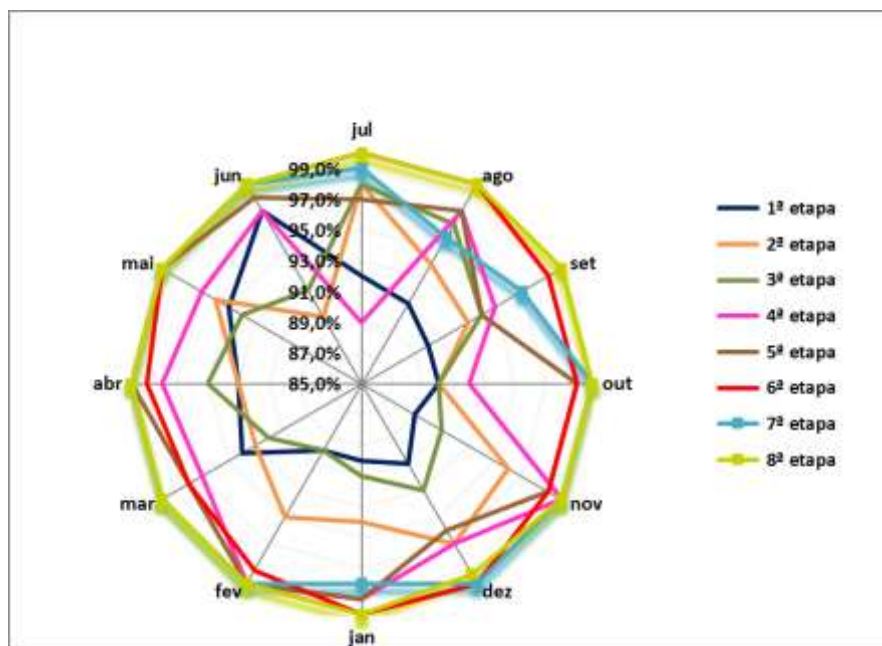 jul
ago
set
out
nov
dez
jan
fev
mar
abr
mai
jun
99,0%
97,0%
95,0%
93,0%
91,0%
89,0%
87,0%
85,0%
1ª etapa
2ª etapa
3ª etapa
4ª etapa
5ª etapa
6ª etapa
7ª etapa
8ª etapa